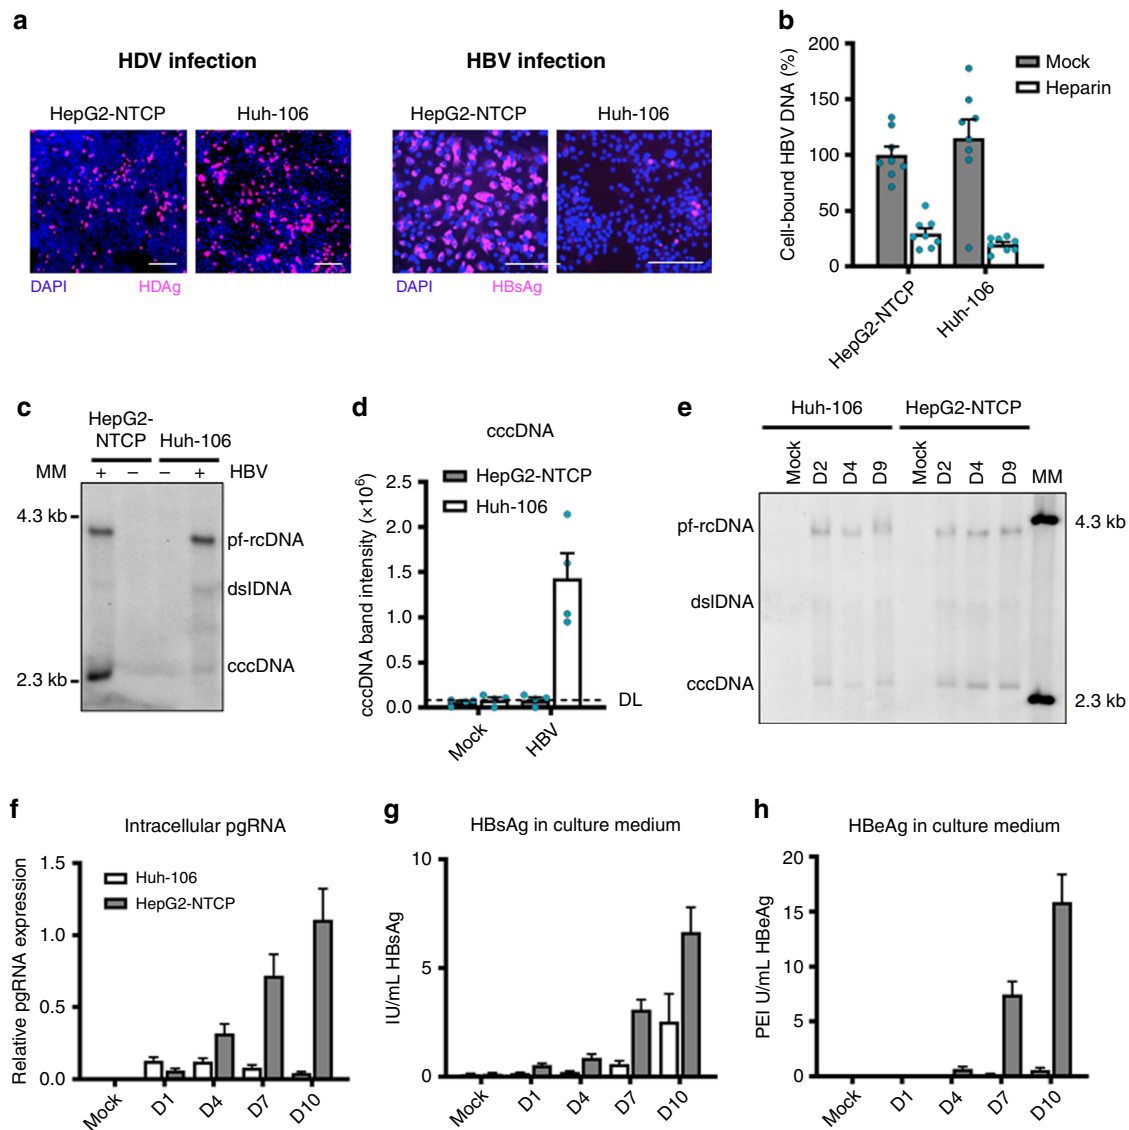 a
HDV infection
HBV infection
HepG2-NTCP
Huh-106
HepG2-NTCP
Huh-106
DAPI
HDAg
DAPI
HBsAg
b
Cell-bound HBV DNA (%)
200
150
100
50
0
Mock
Heparin
HepG2-NTCP
Huh-106
c
HepG2-
NTCP
Huh-106
MM
+ – – +
HBV
4.3 kb
2.3 kb
pf-rcDNA
dslDNA
cccDNA
d
cccDNA
cccDNA band intensity (×10⁶)
2.5
2.0
1.5
1.0
0.5
0.0
HepG2-NTCP
Huh-106
DL
Mock
HBV
e
Huh-106
HepG2-NTCP
Mock
D2
D4
D9
Mock
D2
D4
D9
MM
pf-rcDNA
dslDNA
cccDNA
4.3 kb
2.3 kb
f
Intracellular pgRNA
Relative pgRNA expression
1.5
1.0
0.5
0.0
Huh-106
HepG2-NTCP
Mock
D1
D4
D7
D10
g
HBsAg in culture medium
IU/mL HBsAg
10
5
0
Mock
D1
D4
D7
D10
h
HBeAg in culture medium
PEI U/mL HBeAg
20
15
10
5
0
Mock
D1
D4
D7
D10